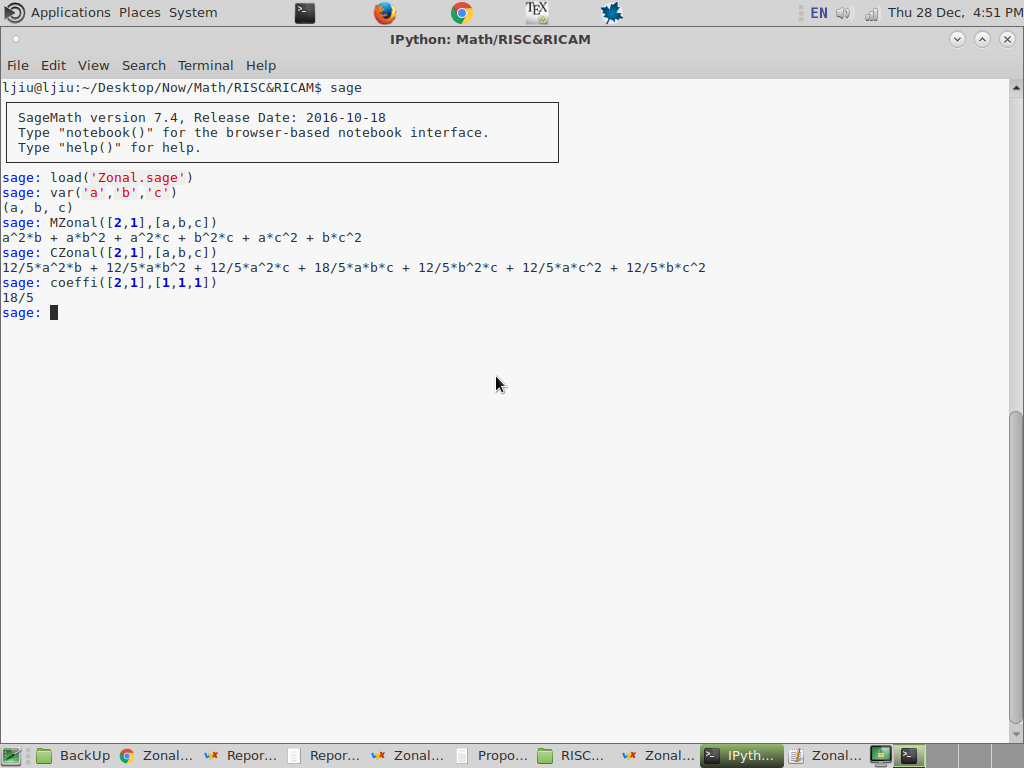 Applications Places System TEX EN Thu 28 Dec, 4:51 PM
IPython: Math/RISC&RICAM
File Edit View Search Terminal Help
ljiu@ljiu:~/Desktop/Now/Math/RISC&RICAM$ sage
SageMath version 7.4, Release Date: 2016-10-18
Type "notebook()" for the browser-based notebook interface.
Type "help()" for help.
sage: load('Zonal.sage')
sage: var('a','b','c')
(a, b, c)
sage: MZonal([2,1],[a,b,c])
a^2*b + a*b^2 + a^2*c + b^2*c + a*c^2 + b*c^2
sage: CZonal([2,1],[a,b,c])
12/5*a^2*b + 12/5*a*b^2 + 12/5*a^2*c + 18/5*a*b*c + 12/5*b^2*c + 12/5*a*c^2 + 12/5*b*c^2
sage: coeffi([2,1],[1,1,1])
18/5
sage:
BackUp Zonal... Repor... Repor... Zonal... Propo... RISC... Zonal... IPyth... Zonal...